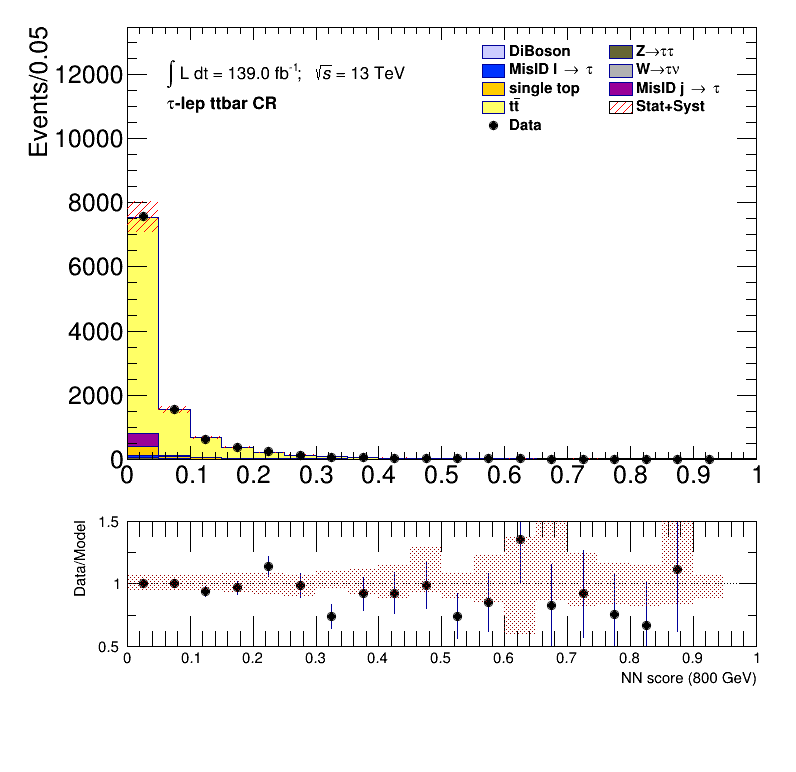 Events/0.05
12000
10000
8000
6000
4000
2000
0
∫ L dt = 139.0 fb⁻¹; √s = 13 TeV
τ-lep ttbar CR
DiBoson
MisID l → τ
single top
tt̄
Data
Z→ττ
W→τν
MisID j → τ
Stat+Syst
0 0.1 0.2 0.3 0.4 0.5 0.6 0.7 0.8 0.9 1
Data/Model
1.5
1
0.5
0 0.1 0.2 0.3 0.4 0.5 0.6 0.7 0.8 0.9 1
NN score (800 GeV)